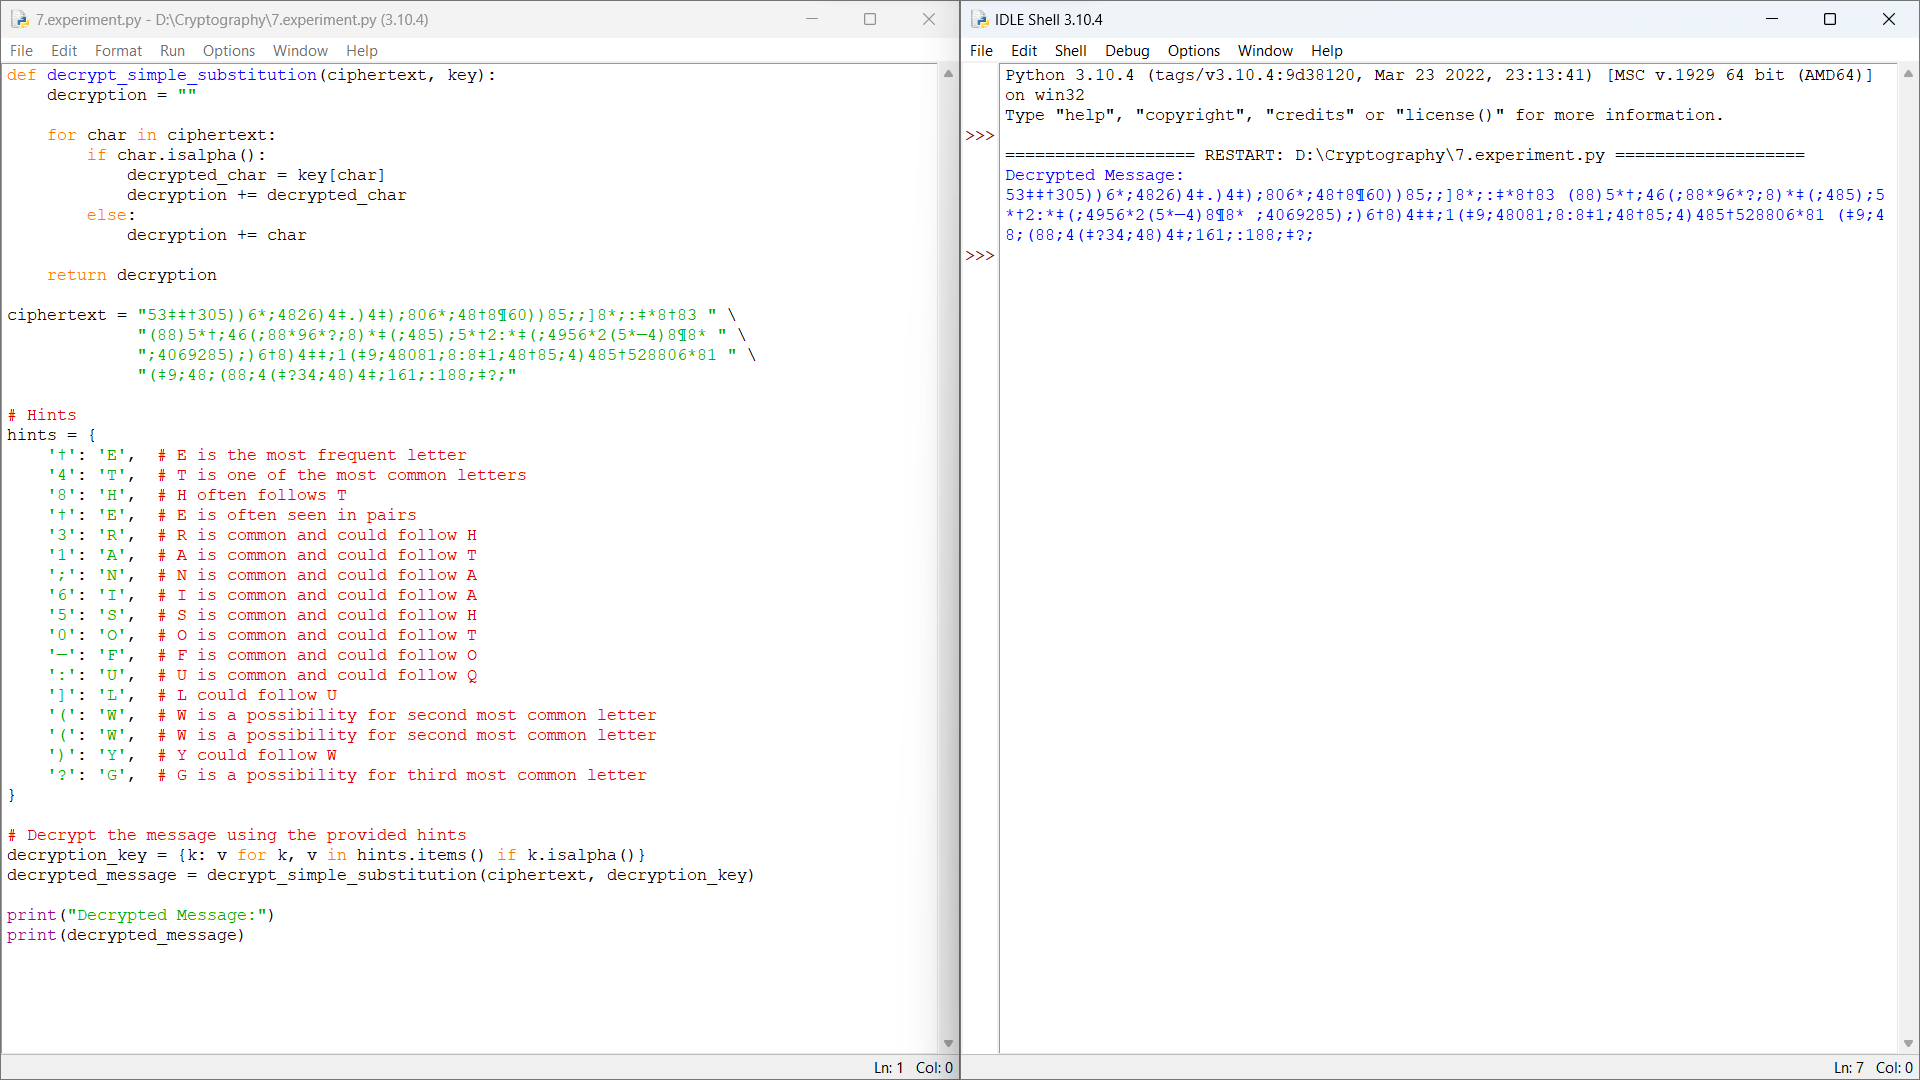 7.experiment.py - D:\Cryptography\7.experiment.py (3.10.4)
File Edit Format Run Options Window Help
def decrypt_simple_substitution(ciphertext, key):
    decryption = ""

    for char in ciphertext:
        if char.isalpha():
            decrypted_char = key[char]
            decryption += decrypted_char
        else:
            decryption += char

    return decryption

ciphertext = "53‡‡†305))6*;4826)4‡.)4‡);806*;48†8¶60))85;;]8*;:‡*8†83 " \
             "(88)5*†;46(;88*96*?;8)*‡(;485);5*†2:*‡(;4956*2(5*—4)8¶8* " \
             ";4069285);)6†8)4‡‡;1(‡9;48081;8:8‡1;48†85;4)485†528806*81 " \
             "(‡9;48;(88;4(‡?34;48)4‡;161;:188;‡?;"

# Hints
hints = {
    '†': 'E',  # E is the most frequent letter
    '4': 'T',  # T is one of the most common letters
    '8': 'H',  # H often follows T
    '†': 'E',  # E is often seen in pairs
    '3': 'R',  # R is common and could follow H
    '1': 'A',  # A is common and could follow T
    ';': 'N',  # N is common and could follow A
    '6': 'I',  # I is common and could follow A
    '5': 'S',  # S is common and could follow H
    '0': 'O',  # O is common and could follow T
    '—': 'F',  # F is common and could follow O
    ':': 'U',  # U is common and could follow Q
    ']': 'L',  # L could follow U
    '(': 'W',  # W is a possibility for second most common letter
    '(': 'W',  # W is a possibility for second most common letter
    ')': 'Y',  # Y could follow W
    '?': 'G',  # G is a possibility for third most common letter
}

# Decrypt the message using the provided hints
decryption_key = {k: v for k, v in hints.items() if k.isalpha()}
decrypted_message = decrypt_simple_substitution(ciphertext, decryption_key)

print("Decrypted Message:")
print(decrypted_message)
Ln: 1 Col: 0
IDLE Shell 3.10.4
File Edit Shell Debug Options Window Help
Python 3.10.4 (tags/v3.10.4:9d38120, Mar 23 2022, 23:13:41) [MSC v.1929 64 bit (AMD64)]
on win32
Type "help", "copyright", "credits" or "license()" for more information.
>>>
=================== RESTART: D:\Cryptography\7.experiment.py ===================
Decrypted Message:
53‡‡†305))6*;4826)4‡.)4‡);806*;48†8¶60))85;;]8*;:‡*8†83 (88)5*†;46(;88*96*?;8)*‡(;485);5
*†2:*‡(;4956*2(5*—4)8¶8* ;4069285);)6†8)4‡‡;1(‡9;48081;8:8‡1;48†85;4)485†528806*81 (‡9;4
8;(88;4(‡?34;48)4‡;161;:188;‡?;
>>>
Ln: 7 Col: 0